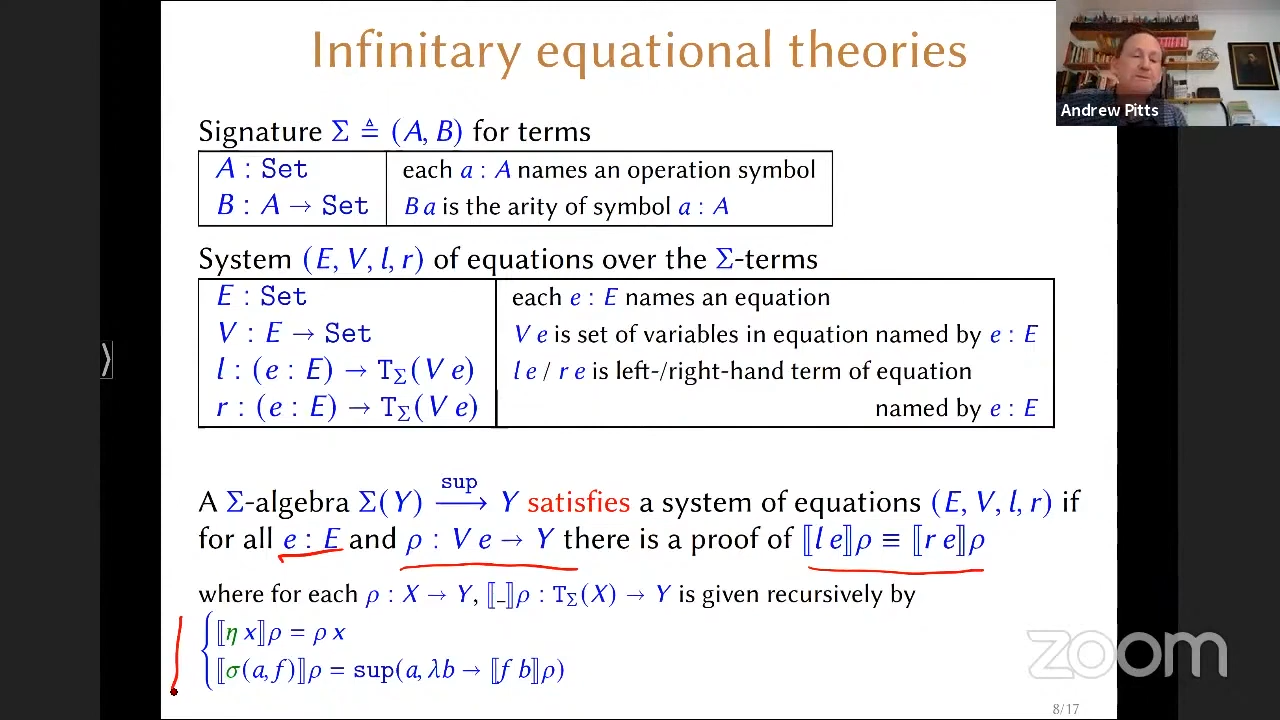 Infinitary equational theories
Andrew Pitts
Signature Σ ≜ (A, B) for terms
A : Set
each a : A names an operation symbol
B : A → Set
B a is the arity of symbol a : A
System (E, V, l, r) of equations over the Σ-terms
E : Set
each e : E names an equation
V : E → Set
V e is set of variables in equation named by e : E
l : (e : E) → T_Σ(V e)
l e / r e is left-/right-hand term of equation
r : (e : E) → T_Σ(V e)
named by e : E
A Σ-algebra Σ(Y) —sup→ Y satisfies a system of equations (E, V, l, r) if
for all e : E and ρ : V e → Y there is a proof of ⟦l e⟧ρ ≡ ⟦r e⟧ρ
where for each ρ : X → Y, ⟦_⟧ρ : T_Σ(X) → Y is given recursively by
⟦η x⟧ρ = ρ x
⟦σ(a, f)⟧ρ = sup(a, λb → ⟦f b⟧ρ)
zoom
8/17